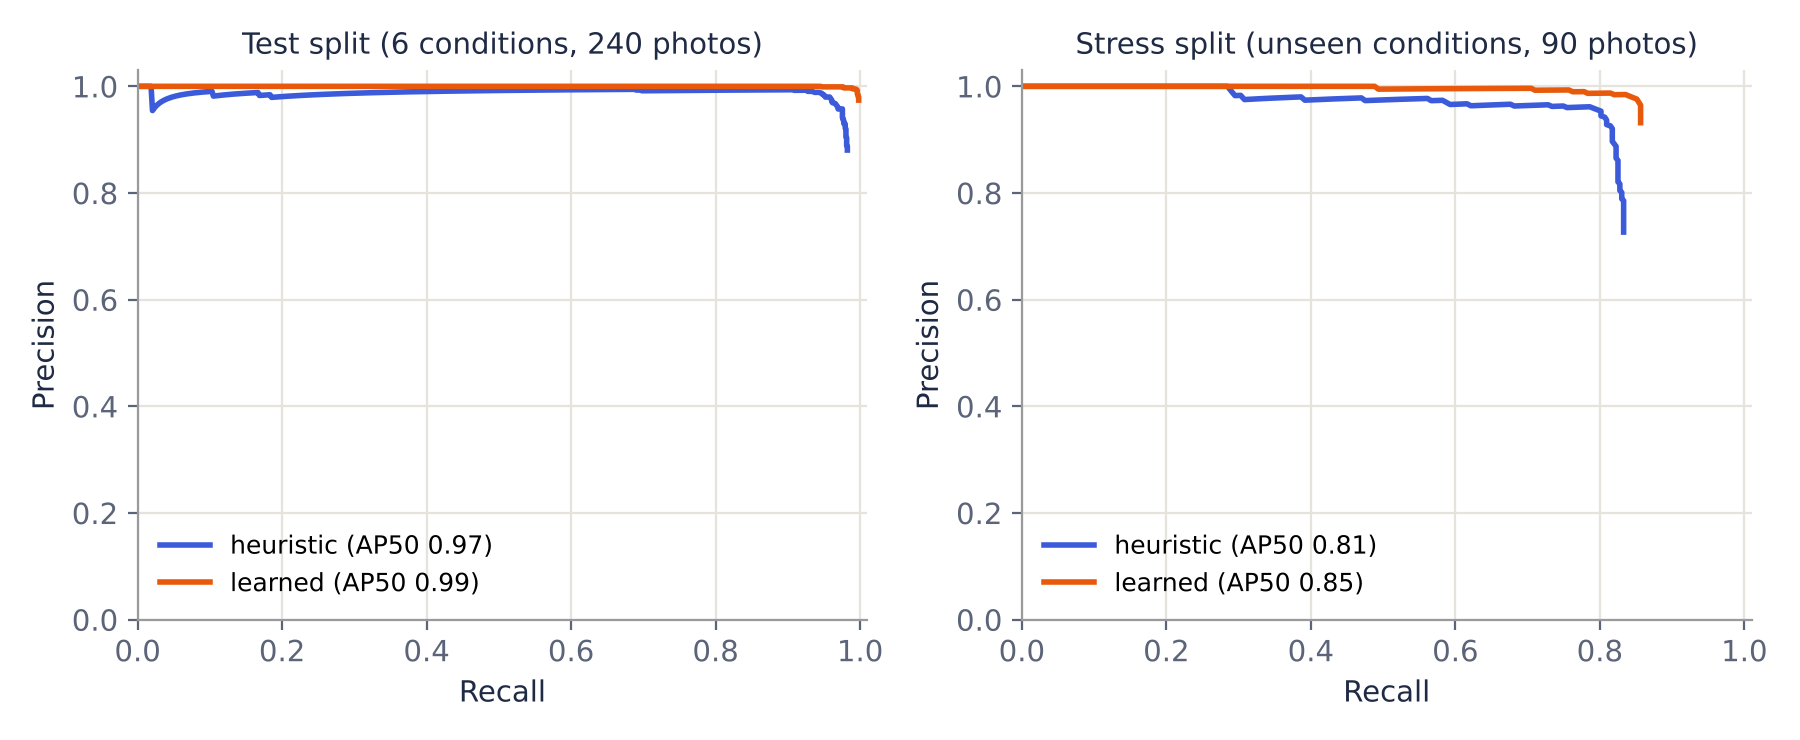 Test split (6 conditions, 240 photos)
1.0
0.8
0.6
0.4
0.2
0.0
Precision
heuristic (AP50 0.97)
learned (AP50 0.99)
0.0 0.2 0.4 0.6 0.8 1.0
Recall
Stress split (unseen conditions, 90 photos)
1.0
0.8
0.6
0.4
0.2
0.0
Precision
heuristic (AP50 0.81)
learned (AP50 0.85)
0.0 0.2 0.4 0.6 0.8 1.0
Recall